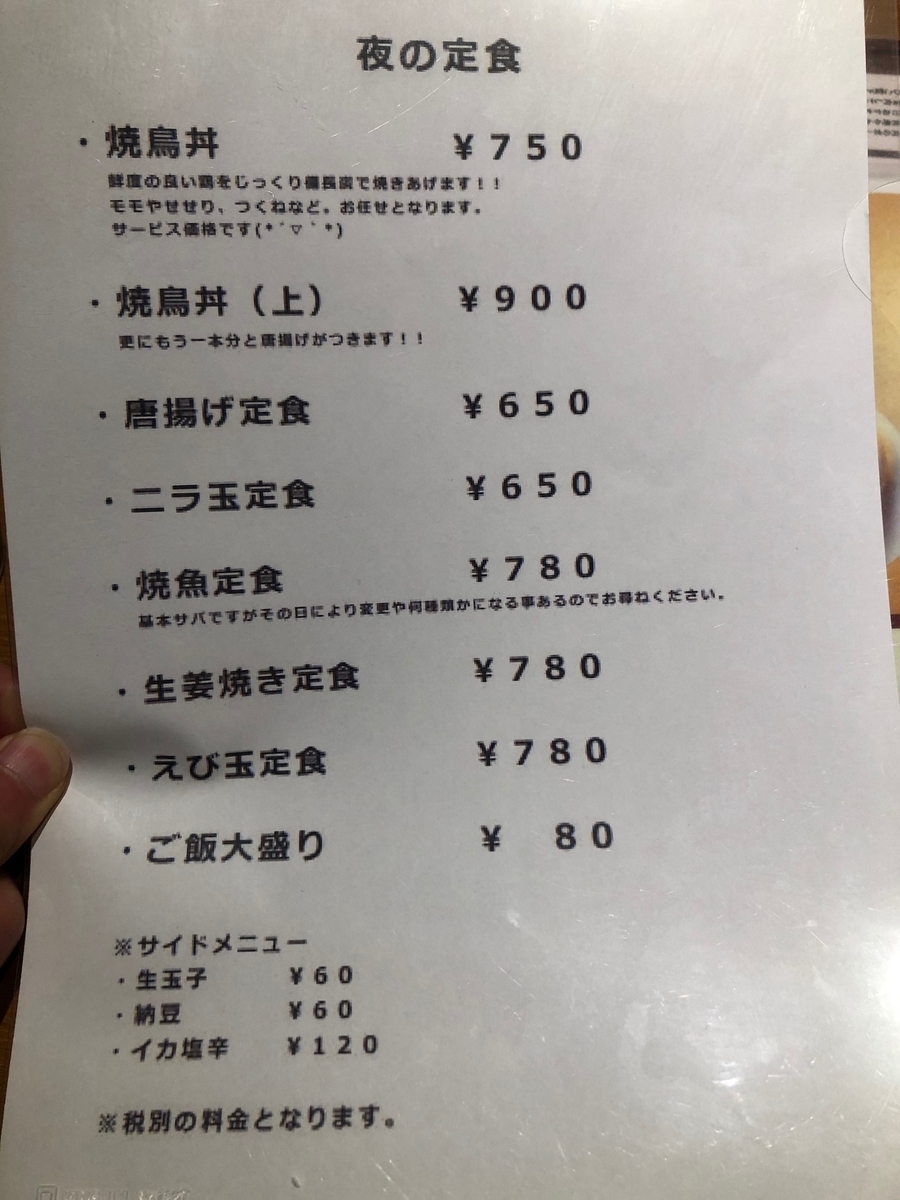 夜の定食
・焼鳥丼 ¥750
鮮度の良い鶏をじっくり備長炭で焼きあげます!!
モモやせせり、つくねなど。お任せとなります。
サービス価格です(*´▽`*)
・焼鳥丼(上) ¥900
更にもう一本分と唐揚げがつきます!!
・唐揚げ定食 ¥650
・ニラ玉定食 ¥650
・焼魚定食 ¥780
基本サバですがその日により変更や何種類かになる事あるのでお尋ねください。
・生姜焼き定食 ¥780
・えび玉定食 ¥780
・ご飯大盛り ¥ 80
※サイドメニュー
・生玉子 ¥60
・納豆 ¥60
・イカ塩辛 ¥120
※税別の料金となります。